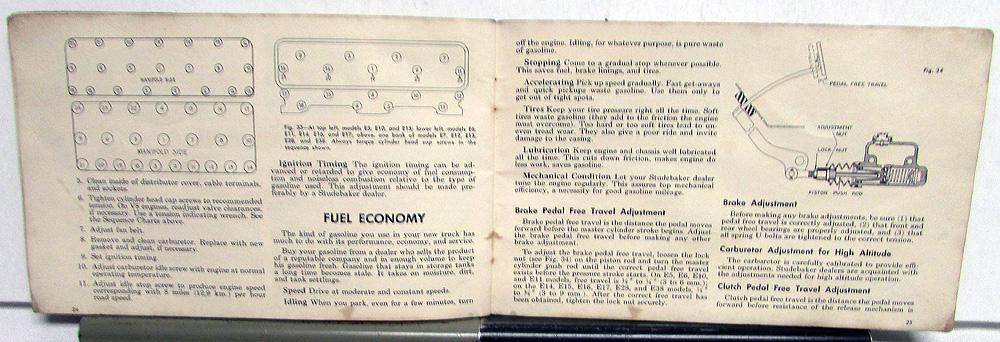 MANIFOLD SIDE
MANIFOLD SIDE
Fig. 33—At top left, models E5, E10, and E13; lower left, models E6,
E11, E14, E15, and E17; above, one bank of models E7, E12, E13,
E28, and E38. Always torque cylinder head cap screws in the
sequence shown.
5. Clean inside of distributor cover, cable terminals,
and sockets.
6. Tighten cylinder head cap screws to recommended
tension. On V8 engines, readjust valve clearances,
if necessary. Use a tension indicating wrench. See
the Sequence Charts above.
7. Adjust fan belt.
8. Remove and clean carburetor. Replace with new
gasket and adjust, if necessary.
9. Set ignition timing.
10. Adjust carburetor idle screw with engine at normal
operating temperature.
11. Adjust idle stop screw to produce engine speed
corresponding with 8 miles (12.9 km.) per hour
road speed.
24
Ignition Timing The ignition timing can be ad-
vanced or retarded to give economy of fuel consump-
tion and noiseless combustion relative to the type of
gasoline used. This adjustment should be made pre-
ferably by a Studebaker dealer.
FUEL ECONOMY
The kind of gasoline you use in your new truck has
much to do with its performance, economy, and service.
Buy your gasoline from a dealer who sells the product
of a reputable company and in enough volume to keep
his gasoline fresh. Gasoline that stays in storage tanks
a long time becomes stale. It takes on moisture, dirt,
and tank settlings.
Speed Drive at moderate and constant speeds.
Idling When you park, even for a few minutes, turn
off the engine. Idling, for whatever purpose, is pure waste
of gasoline.
Stopping Come to a gradual stop whenever possible.
This saves fuel, brake linings, and tires.
Accelerating Pick up speed gradually. Fast get-aways
and quick pickups waste gasoline. Use them only to
get out of tight spots.
Tires Keep your tire pressure right all the time. Soft
tires waste gasoline (they add to the friction the engine
must overcome). Too hard or too soft tires lead to un-
even tread wear. They also give a poor ride and invite
damage to the casing.
Lubrication Keep engine and chassis well lubricated
all the time. This cuts down friction, makes engine do
less work, saves gasoline.
Mechanical Condition Let your Studebaker dealer
tune the engine regularly. This assures top mechanical
efficiency, a necessity for good gasoline mileage.
Brake Pedal Free Travel Adjustment
Brake pedal free travel is the distance the pedal moves
forward before the master cylinder stroke begins. Adjust
the brake pedal free travel before making any other
brake adjustment.
To adjust the brake pedal free travel, loosen the lock
nut (see Fig. 34) on the piston rod and turn the master
cylinder push rod until the correct pedal free travel
exists before the pressure stroke starts. On E5, E6, E10,
and E11 models, free travel is 1/8" to 1/4" (3 to 6 mm.);
on the E14, E15, E16, E17, E28, and E38 models, 1/8"
to 3/8" (3 to 9 mm.). After the correct free travel has
been obtained, tighten the lock nut securely.
Fig. 34
PEDAL FREE TRAVEL
ADJUSTMENT
NUT
LOCK NUT
PISTON PUSH ROD
Brake Adjustment
Before making any brake adjustments, be sure (1) that
pedal free travel is correctly adjusted, (2) that front and
rear wheel bearings are properly adjusted, and (3) that
all spring U bolts are tightened to the correct tension.
Carburetor Adjustment for High Altitude
The carburetor is carefully calibrated to provide effi-
cient operation. Studebaker dealers are acquainted with
the adjustments needed for high altitude operation.
Clutch Pedal Free Travel Adjustment
Clutch pedal free travel is the distance the pedal moves
forward before resistance of the release mechanism is
25